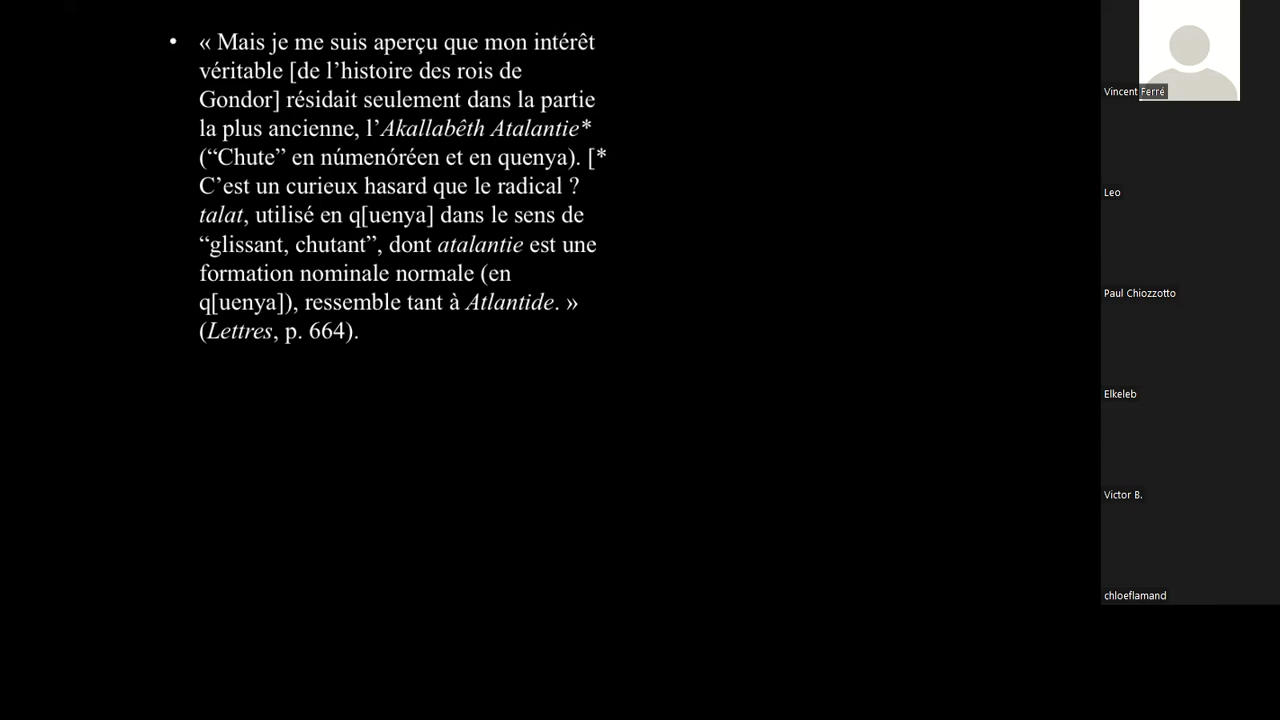 • « Mais je me suis aperçu que mon intérêt
véritable [de l’histoire des rois de
Gondor] résidait seulement dans la partie
la plus ancienne, l’Akallabêth Atalantie*
(“Chute” en númenóréen et en quenya). [*
C’est un curieux hasard que le radical ?
talat, utilisé en q[uenya] dans le sens de
“glissant, chutant”, dont atalantie est une
formation nominale normale (en
q[uenya]), ressemble tant à Atlantide. »
(Lettres, p. 664).
Vincent Ferré
Leo
Paul Chiozzotto
Elkeleb
Victor B.
chloeflamand